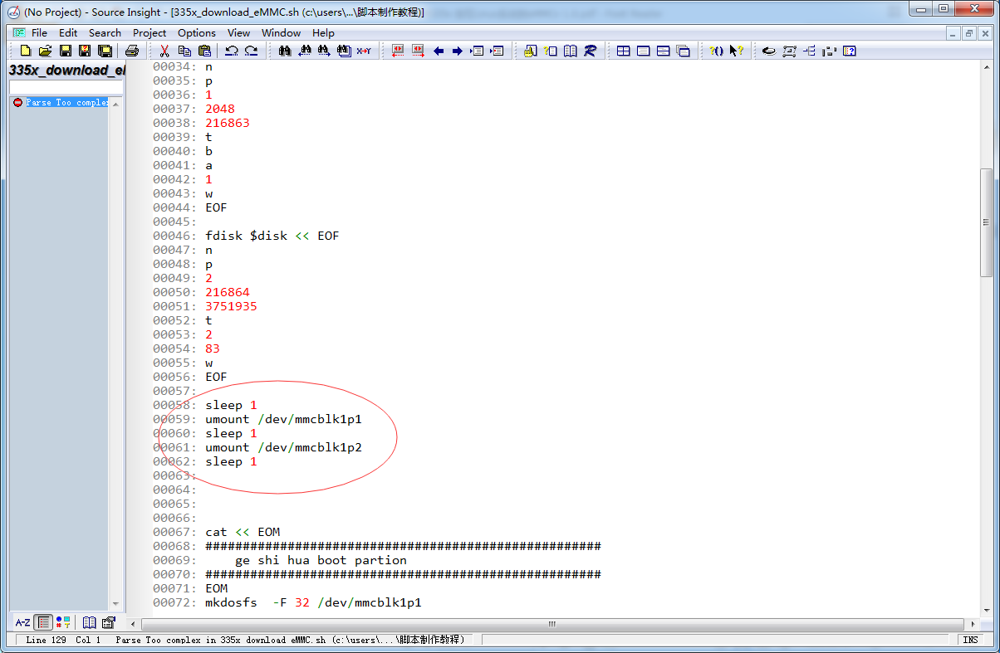 (No Project) - Source Insight - [335x_download_eMMC.sh (c:\users\...\脚本制作教程)]
File Edit Search Project Options View Window Help
335x_download_el
Parse Too comple
00034: n
00035: p
00036: 1
00037: 2048
00038: 216863
00039: t
00040: b
00041: a
00042: 1
00043: w
00044: EOF
00045:
00046: fdisk $disk << EOF
00047: n
00048: p
00049: 2
00050: 216864
00051: 3751935
00052: t
00053: 2
00054: 83
00055: w
00056: EOF
00057:
00058: sleep 1
00059: umount /dev/mmcblk1p1
00060: sleep 1
00061: umount /dev/mmcblk1p2
00062: sleep 1
00063:
00064:
00065:
00066:
00067: cat << EOM
00068: #####################################################
00069:     ge shi hua boot partion
00070: #####################################################
00071: EOM
00072: mkdosfs  -F 32 /dev/mmcblk1p1
A-Z
Line 129 Col 1 Parse Too complex in 335x_download_eMMC.sh (c:\users\...\脚本制作教程) INS